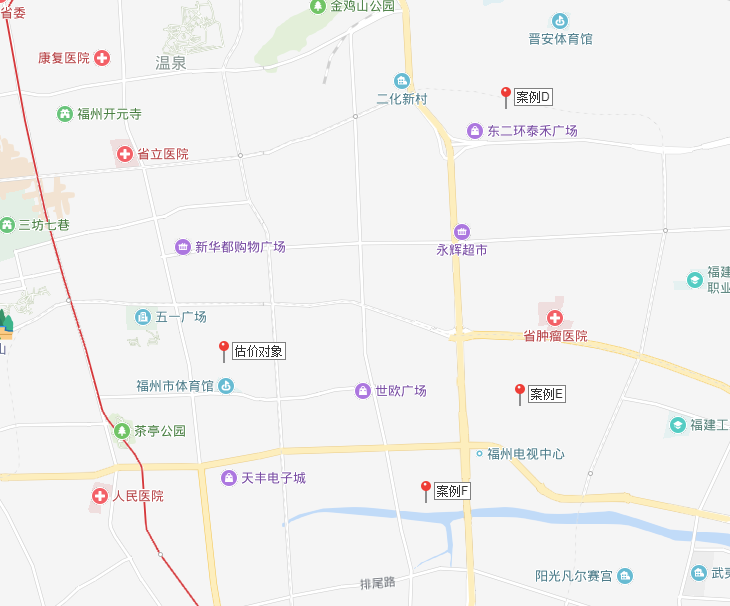 省委
金鸡山公园
晋安体育馆
康复医院
温泉
二化新村
案例D
福州开元寺
东二环泰禾广场
省立医院
三坊七巷
新华都购物广场
永辉超市
福建
职业
五一广场
省肿瘤医院
山
估价对象
福州市体育馆
世欧广场
案例E
茶亭公园
福建工
福州电视中心
天丰电子城
人民医院
案例F
排尾路
阳光凡尔赛宫
武夷